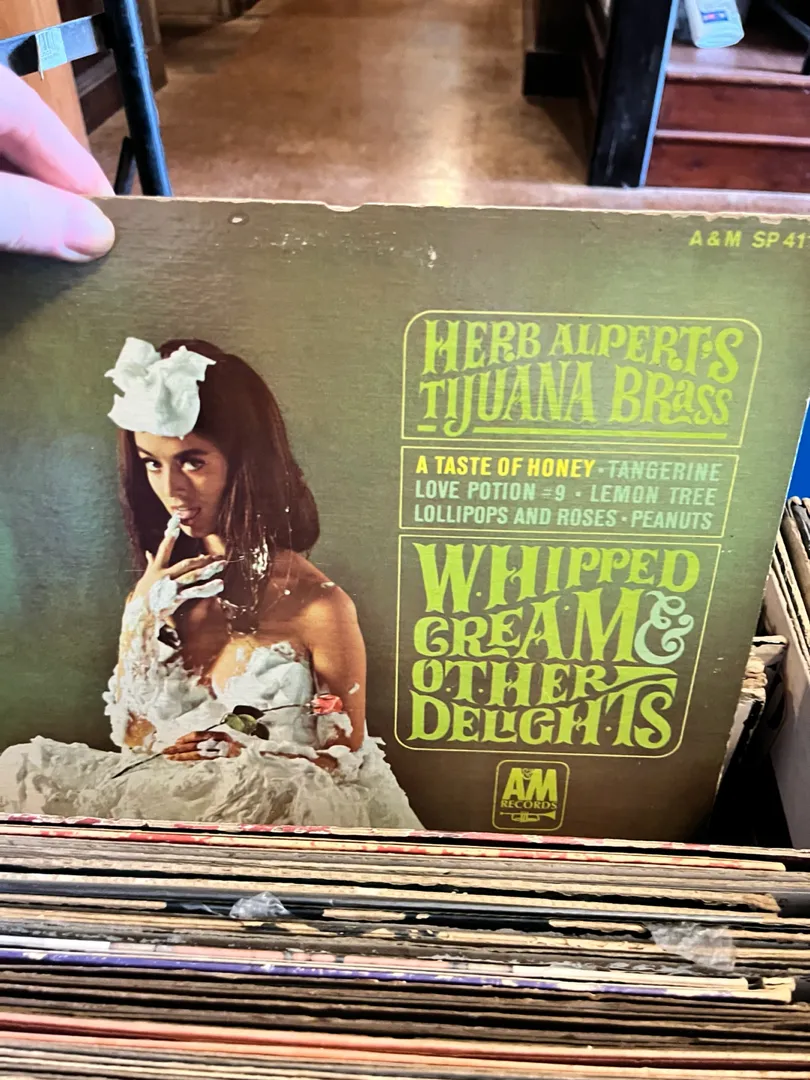 A & M SP 41
HERB ALPERT'S
TIJUANA BRASS
A TASTE OF HONEY · TANGERINE
LOVE POTION #9 · LEMON TREE
LOLLIPOPS AND ROSES · PEANUTS
WHIPPED
CREAM &
OTHER
DELIGHTS
A&M
RECORDS